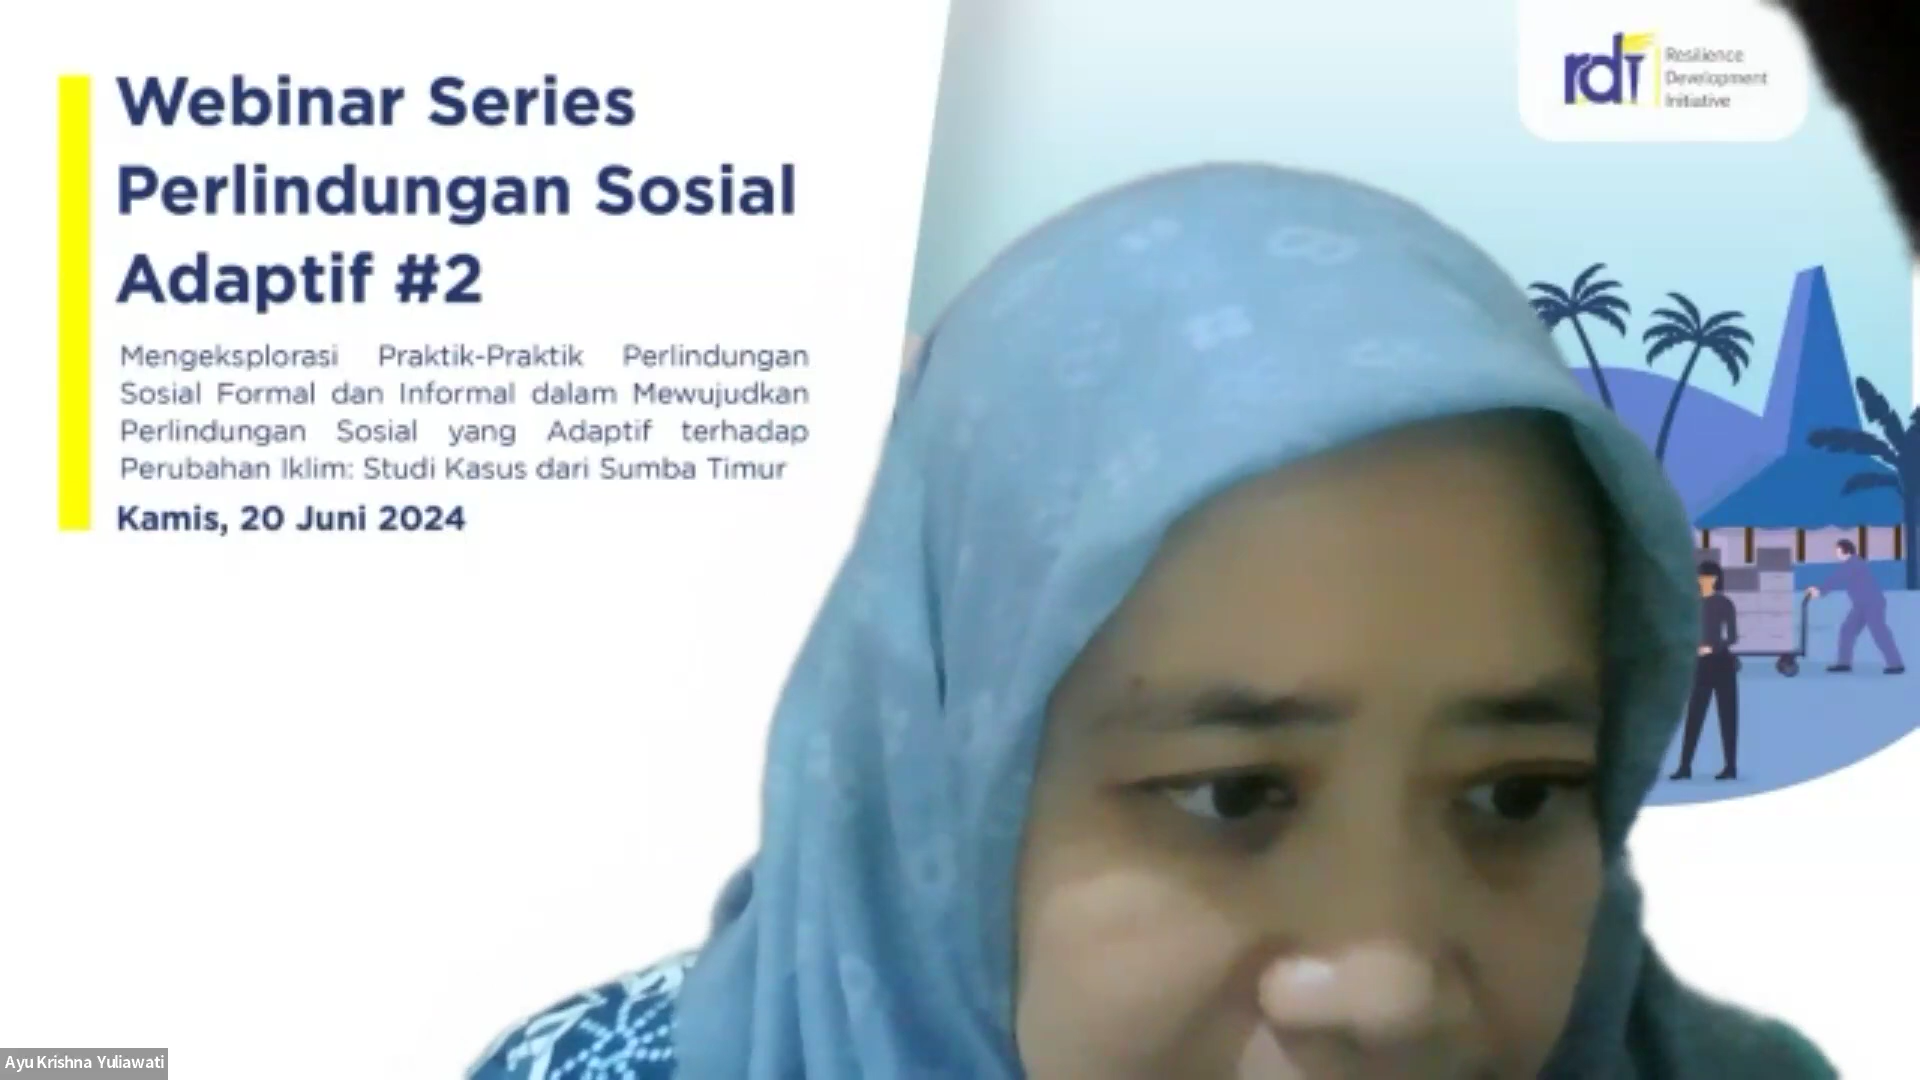 Webinar Series
Perlindungan Sosial
Adaptif #2
Mengeksplorasi Praktik-Praktik Perlindungan
Sosial Formal dan Informal dalam Mewujudkan
Perlindungan Sosial yang Adaptif terhadap
Perubahan Iklim: Studi Kasus dari Sumba Timur
Kamis, 20 Juni 2024
rdi
Resilience
Development
Initiative
Ayu Krishna Yuliawati